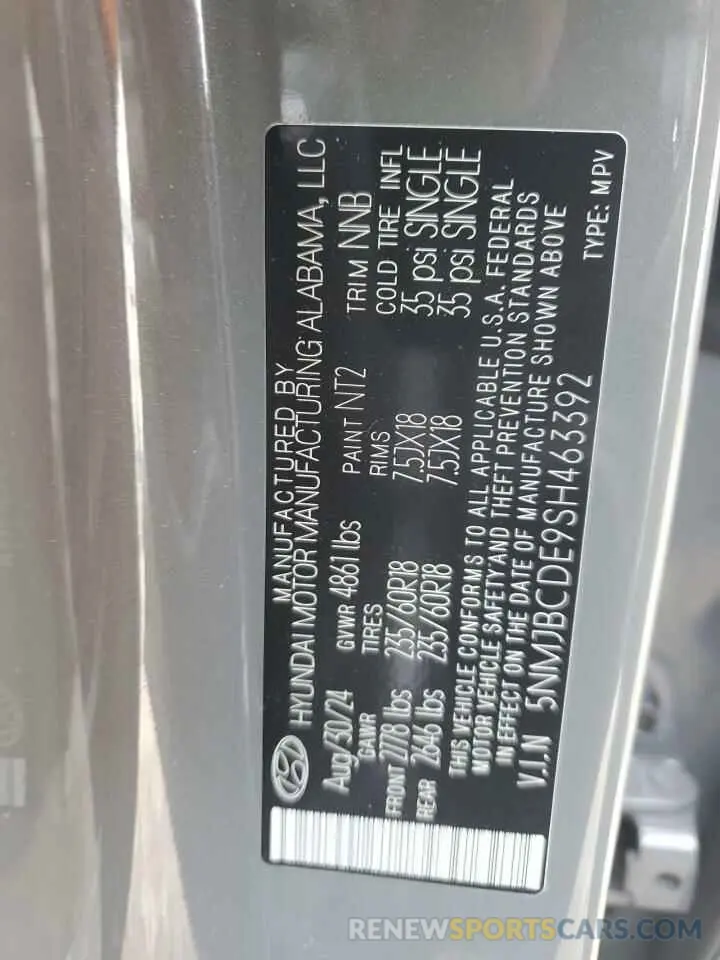 MANUFACTURED BY
HYUNDAI MOTOR MANUFACTURING ALABAMA, LLC
Aug/30/24 GVWR 4861 lbs PAINT NT2 TRIM NNB
GAWR TIRES RIMS COLD TIRE INFL
FRONT 2778 lbs 235/60R18 7.5JX18 35 psi SINGLE
REAR 2646 lbs 235/60R18 7.5JX18 35 psi SINGLE
THIS VEHICLE CONFORMS TO ALL APPLICABLE U.S.A. FEDERAL
MOTOR VEHICLE SAFETY AND THEFT PREVENTION STANDARDS
IN EFFECT ON THE DATE OF MANUFACTURE SHOWN ABOVE
V.I.N 5NMJBCDE9SH463392
TYPE: MPV
RENEWSPORTSCARS.COM